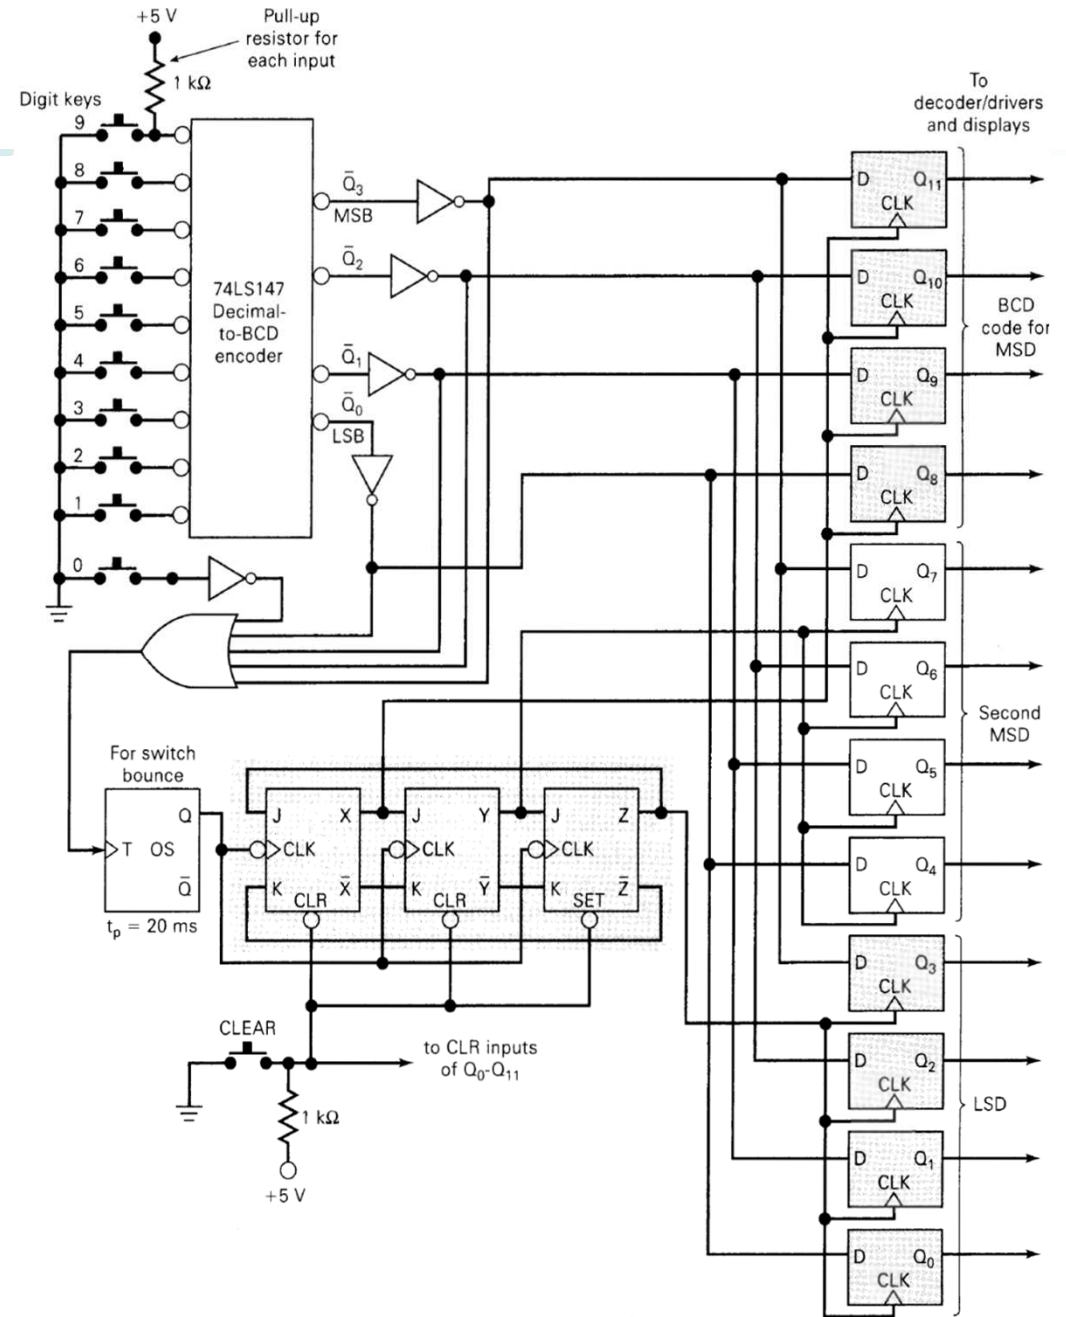 +5 V
Pull-up
resistor for
each input
1 kΩ
Digit keys
9
8
7
6
5
4
3
2
1
0
74LS147
Decimal-
to-BCD
encoder
Q̅₃
MSB
Q̅₂
Q̅₁
Q̅₀
LSB
To
decoder/drivers
and displays
D Q₁₁
CLK
D Q₁₀
CLK
D Q₉
CLK
D Q₈
CLK
BCD
code for
MSD
D Q₇
CLK
D Q₆
CLK
D Q₅
CLK
D Q₄
CLK
Second
MSD
D Q₃
CLK
D Q₂
CLK
D Q₁
CLK
D Q₀
CLK
LSD
For switch
bounce
Q
T OS
Q̅
tₚ = 20 ms
J X
CLK
K X̅
CLR
J Y
CLK
K Y̅
CLR
J Z
CLK
K Z̅
SET
CLEAR
to CLR inputs
of Q₀-Q₁₁
1 kΩ
+5 V